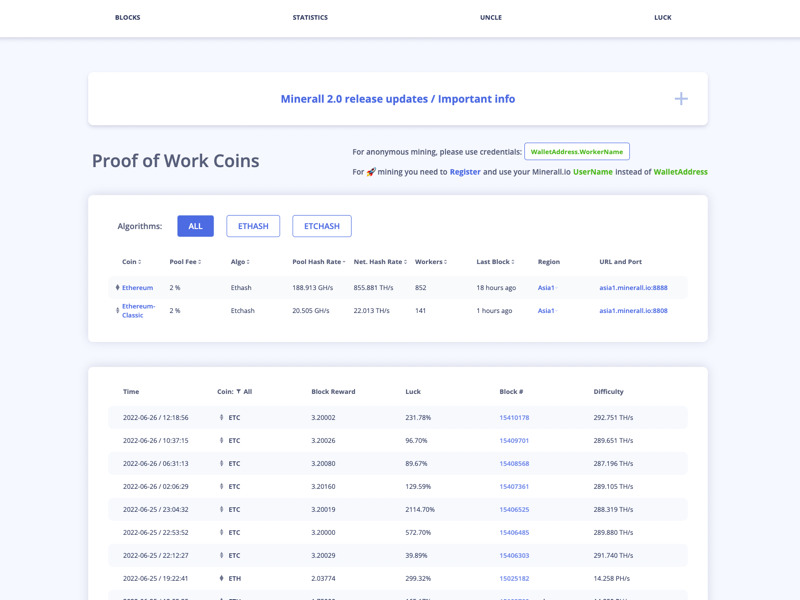 BLOCKS STATISTICS UNCLE LUCK
Minerall 2.0 release updates / Important info
Proof of Work Coins
For anonymous mining, please use credentials: WalletAddress.WorkerName
For 🚀 mining you need to Register and use your Minerall.io UserName instead of WalletAddress
Algorithms: ALL ETHASH ETCHASH
Coin Pool Fee Algo Pool Hash Rate Net. Hash Rate Workers Last Block Region URL and Port
Ethereum 2 % Ethash 188.913 GH/s 855.881 TH/s 852 18 hours ago Asia1 asia1.minerall.io:8888
Ethereum-
Classic 2 % Etchash 20.505 GH/s 22.013 TH/s 141 1 hours ago Asia1 asia1.minerall.io:8808
Time Coin: All Block Reward Luck Block # Difficulty
2022-06-26 / 12:18:56 ETC 3.20002 231.78% 15410178 292.751 TH/s
2022-06-26 / 10:37:15 ETC 3.20026 96.70% 15409701 289.651 TH/s
2022-06-26 / 06:31:13 ETC 3.20080 89.67% 15408568 287.196 TH/s
2022-06-26 / 02:06:29 ETC 3.20160 129.59% 15407361 289.105 TH/s
2022-06-25 / 23:04:32 ETC 3.20019 2114.70% 15406525 288.319 TH/s
2022-06-25 / 22:53:52 ETC 3.20000 572.70% 15406485 289.880 TH/s
2022-06-25 / 22:12:27 ETC 3.20029 39.89% 15406303 291.740 TH/s
2022-06-25 / 19:22:41 ETH 2.03774 299.32% 15025182 14.258 PH/s